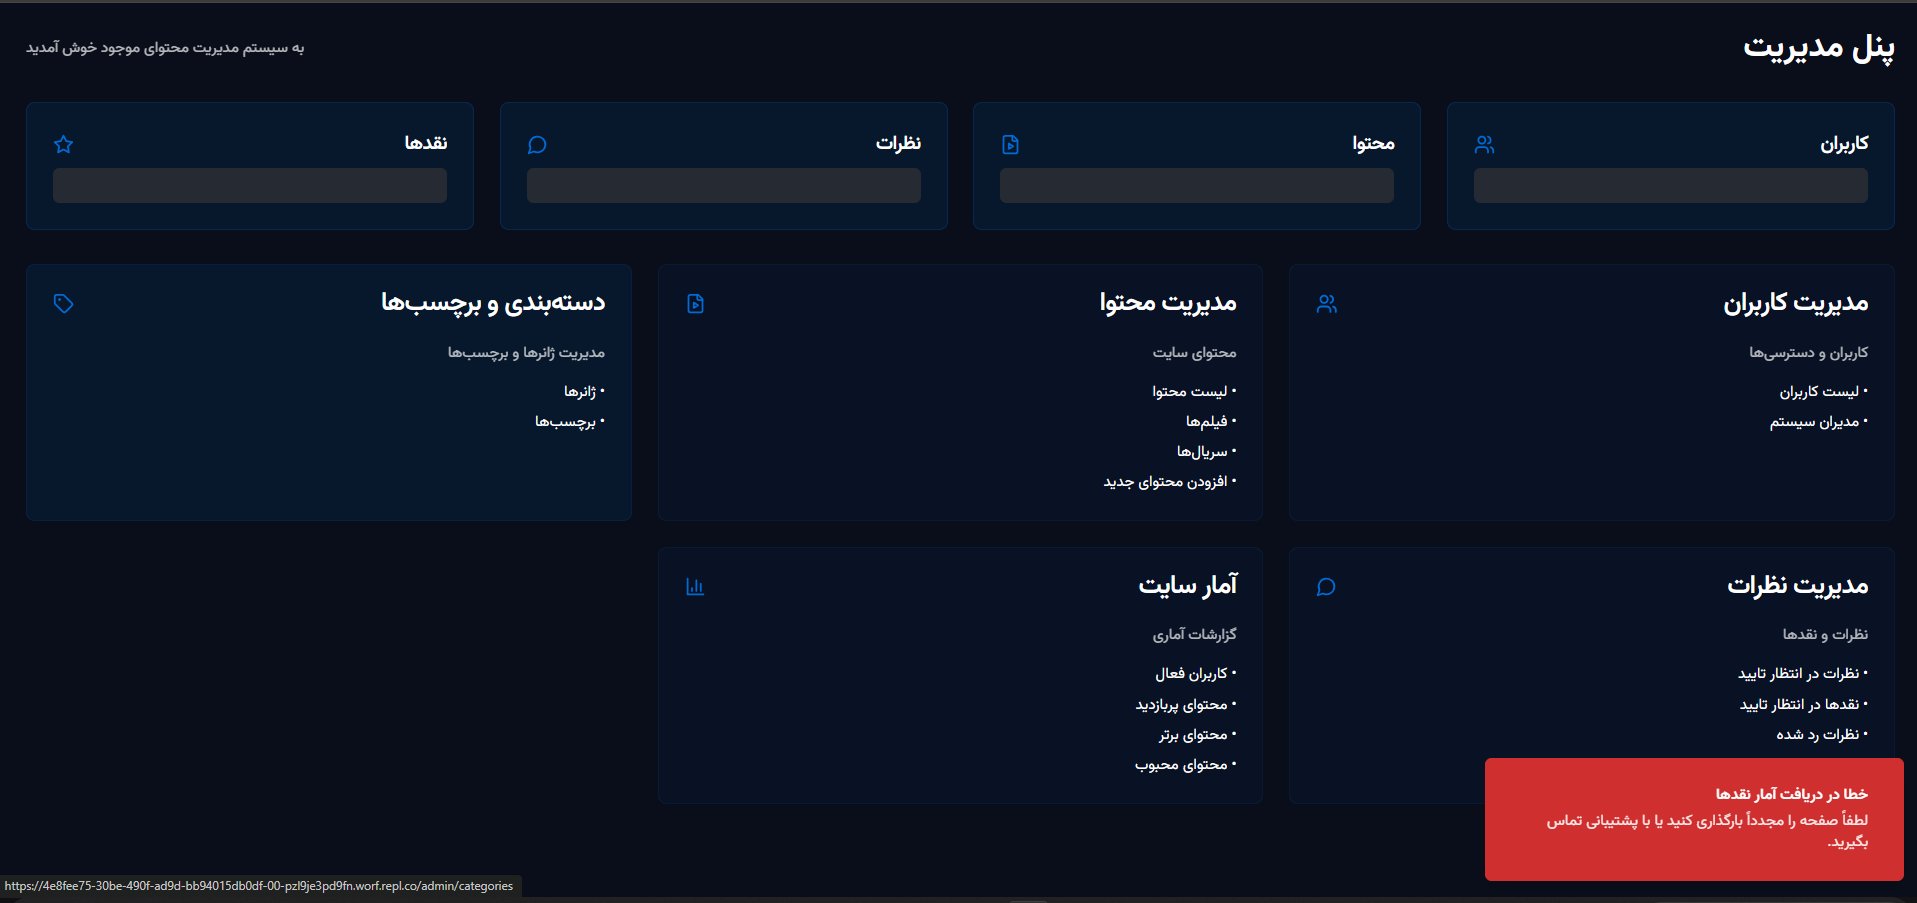 پنل مدیریت
به سیستم مدیریت محتوای موجود خوش آمدید
کاربران
محتوا
نظرات
نقدها
مدیریت کاربران
کاربران و دسترسی‌ها
• لیست کاربران
• مدیران سیستم
مدیریت محتوا
محتوای سایت
• لیست محتوا
• فیلم‌ها
• سریال‌ها
• افزودن محتوای جدید
دسته‌بندی و برچسب‌ها
مدیریت ژانرها و برچسب‌ها
• ژانرها
• برچسب‌ها
مدیریت نظرات
نظرات و نقدها
• نظرات در انتظار تایید
• نقدها در انتظار تایید
• نظرات رد شده
آمار سایت
گزارشات آماری
• کاربران فعال
• محتوای پربازدید
• محتوای برتر
• محتوای محبوب
خطا در دریافت آمار نقدها
لطفاً صفحه را مجدداً بارگذاری کنید یا با پشتیبانی تماس
بگیرید.
https://4e8fee75-30be-490f-ad9d-bb94015db0df-00-pzl9je3pd9fn.worf.repl.co/admin/categories